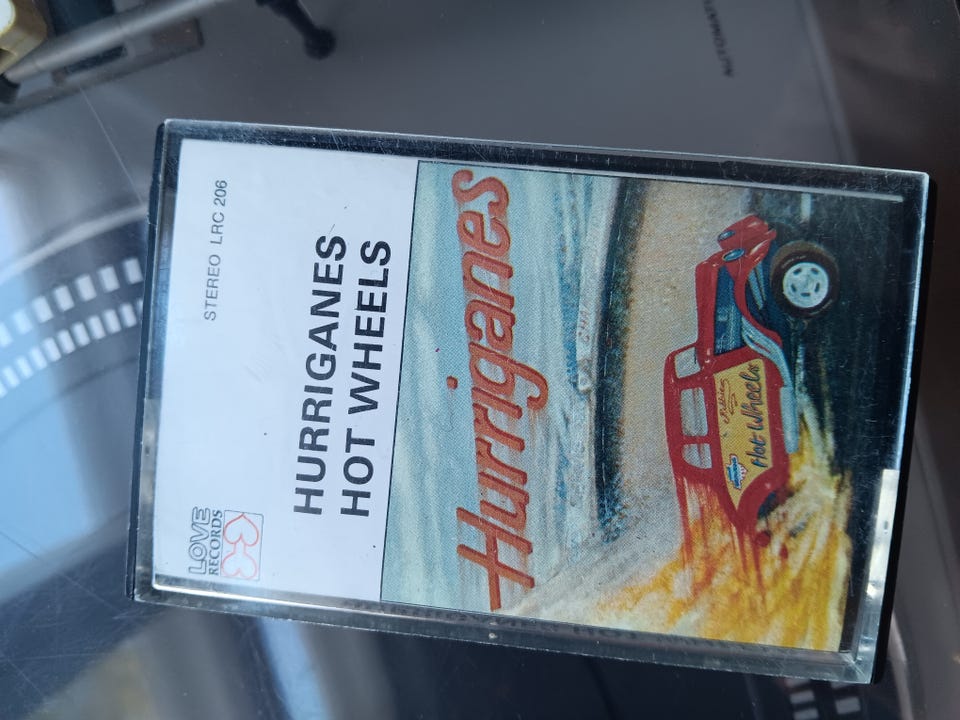 LOVE
RECORDS
STEREO LRC 206
HURRIGANES
HOT WHEELS
Hurriganes
Hot Wheels